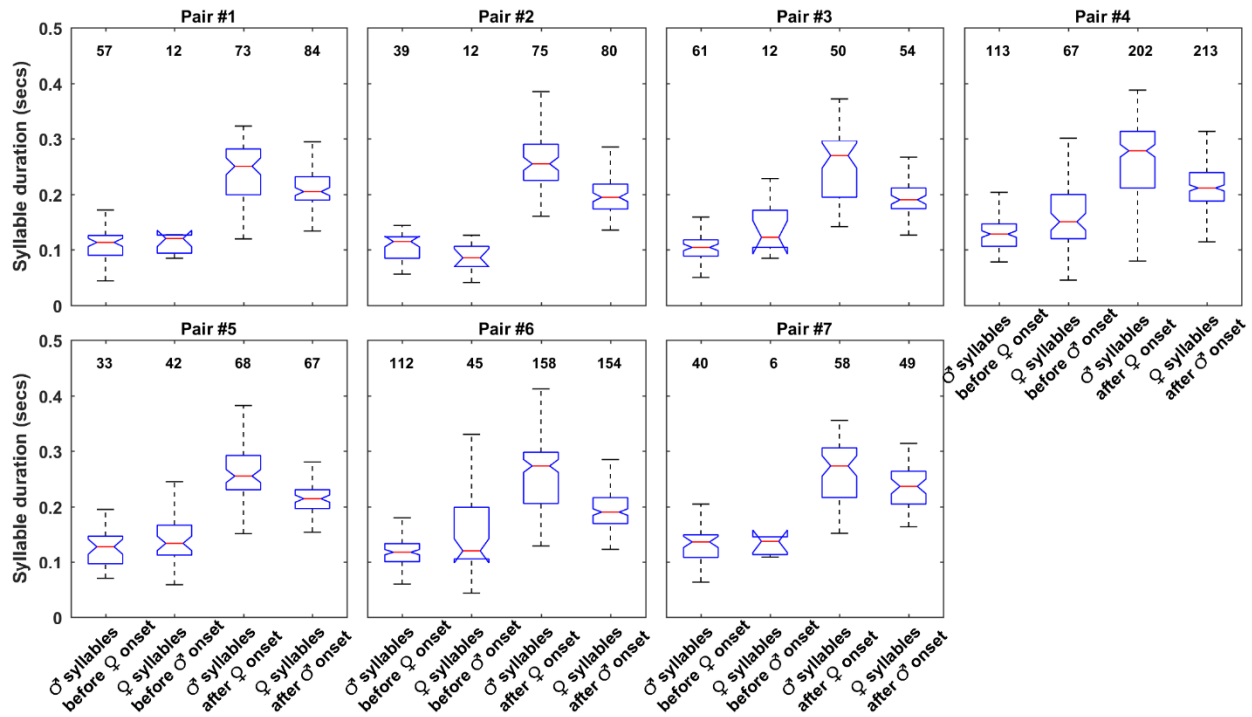 Pair #1
Pair #2
Pair #3
Pair #4
0.5
57 12 73 84
39 12 75 80
61 12 50 54
113 67 202 213
0.4
0.3
0.2
0.1
0
Syllable duration (secs)
♂ syllables
before ♀ onset
♀ syllables
before ♂ onset
♂ syllables
after ♀ onset
♀ syllables
after ♂ onset
Pair #5
Pair #6
Pair #7
0.5
33 42 68 67
112 45 158 154
40 6 58 49
0.4
0.3
0.2
0.1
0
Syllable duration (secs)
♂ syllables
before ♀ onset
♀ syllables
before ♂ onset
♂ syllables
after ♀ onset
♀ syllables
after ♂ onset
♂ syllables
before ♀ onset
♀ syllables
before ♂ onset
♂ syllables
after ♀ onset
♀ syllables
after ♂ onset
♂ syllables
before ♀ onset
♀ syllables
before ♂ onset
♂ syllables
after ♀ onset
♀ syllables
after ♂ onset